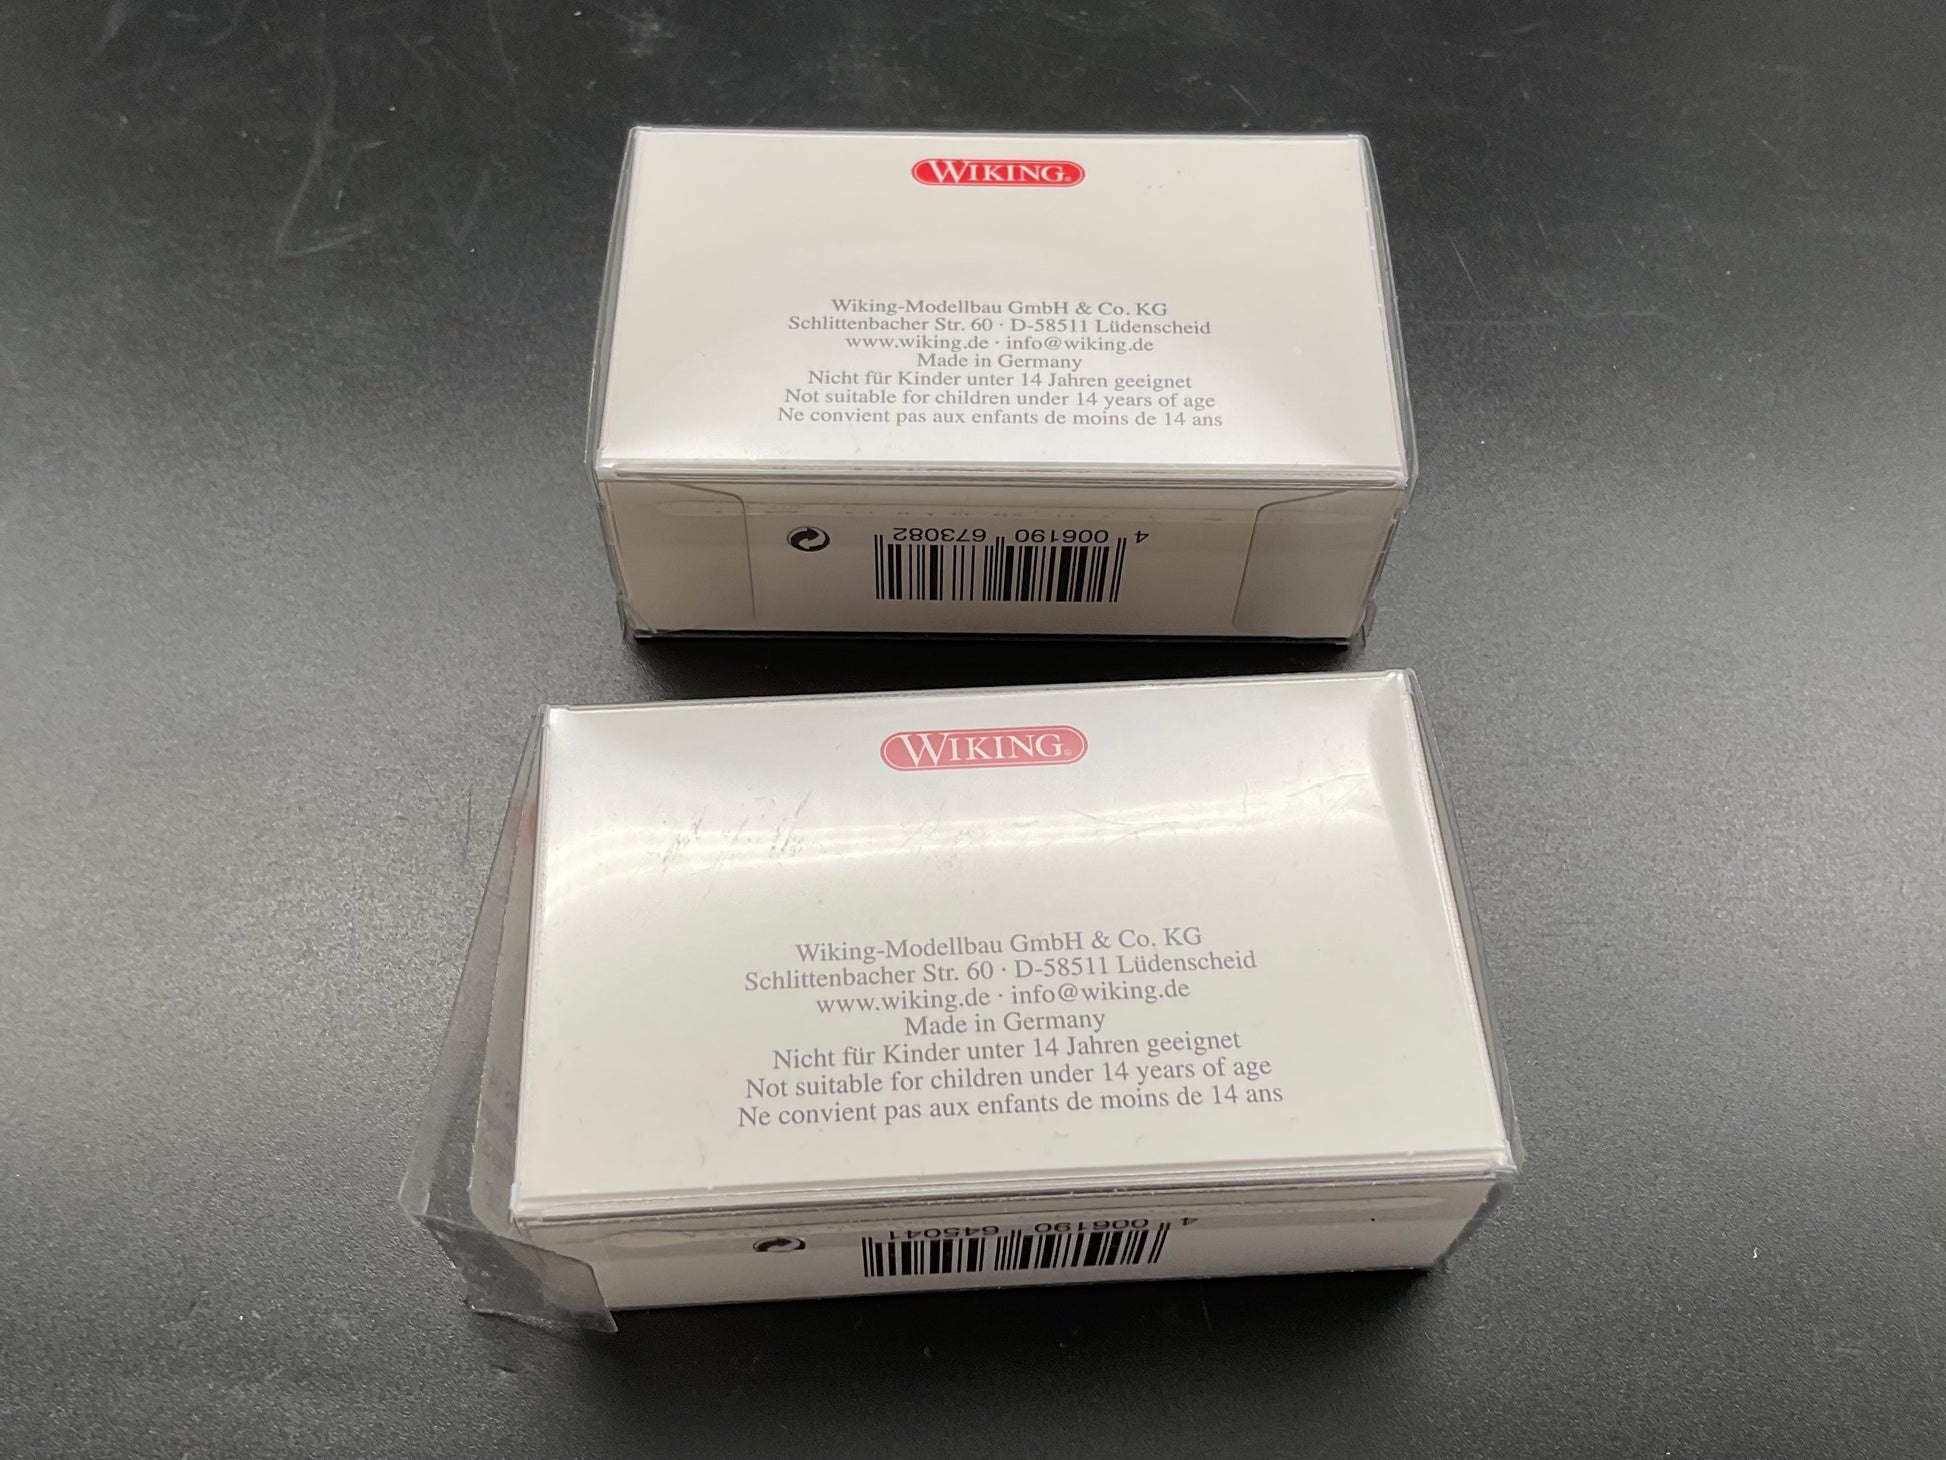 WIKING®
Wiking-Modellbau GmbH & Co. KG
Schlittenbacher Str. 60 · D-58511 Lüdenscheid
www.wiking.de · info@wiking.de
Made in Germany
Nicht für Kinder unter 14 Jahren geeignet
Not suitable for children under 14 years of age
Ne convient pas aux enfants de moins de 14 ans
4 006190 673082
WIKING®
Wiking-Modellbau GmbH & Co. KG
Schlittenbacher Str. 60 · D-58511 Lüdenscheid
www.wiking.de · info@wiking.de
Made in Germany
Nicht für Kinder unter 14 Jahren geeignet
Not suitable for children under 14 years of age
Ne convient pas aux enfants de moins de 14 ans
4 006190 645041